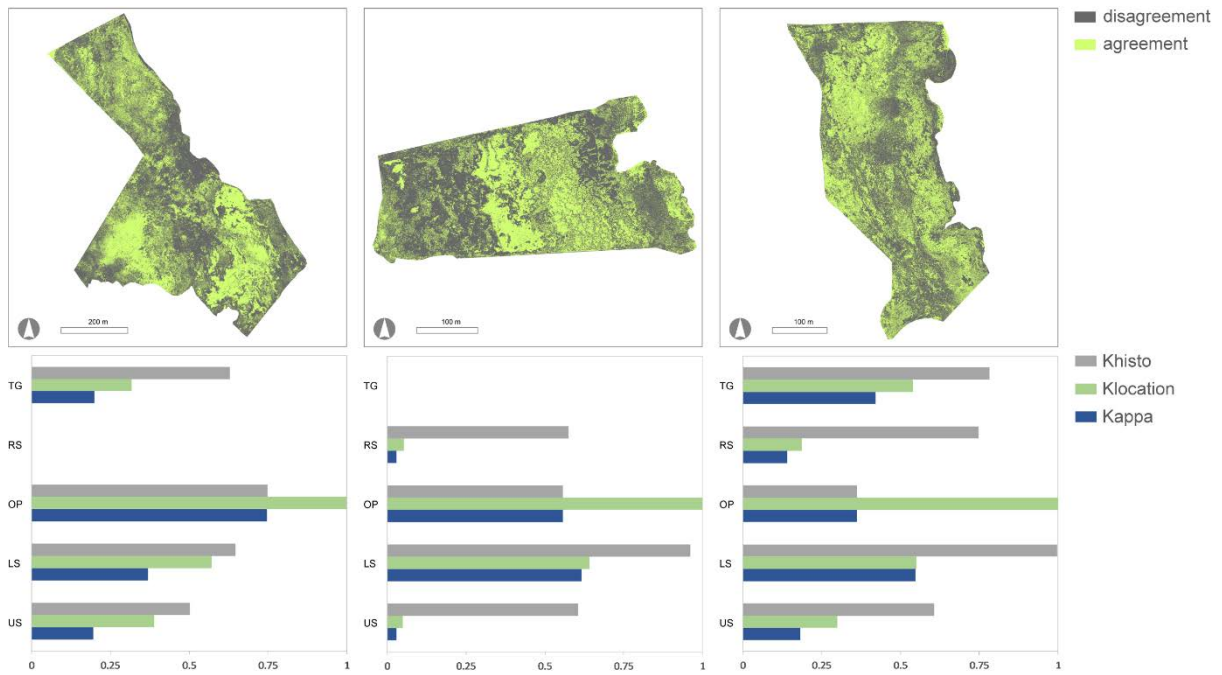 disagreement
agreement
200 m
100 m
100 m
Khisto
Klocation
Kappa
TG
RS
OP
LS
US
0 0.25 0.5 0.75 1
TG
RS
OP
LS
US
0 0.25 0.5 0.75 1
TG
RS
OP
LS
US
0 0.25 0.5 0.75 1